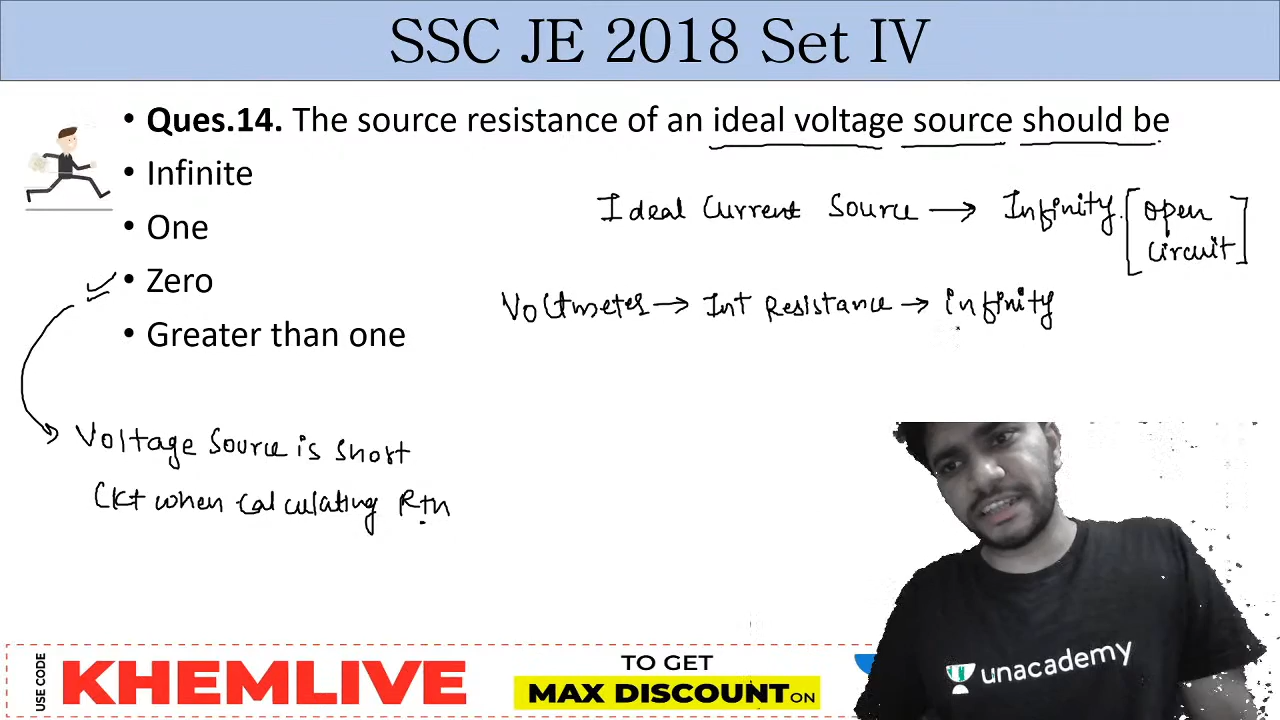 SSC JE 2018 Set IV
• Ques.14. The source resistance of an ideal voltage source should be
• Infinite
• One
• Zero
• Greater than one
Ideal Current Source → Infinity [open
circuit]
Voltmeter → Int Resistance → infinity
Voltage Source is short
Ckt when calculating Rth
USE CODE
KHEMLIVE
TO GET
MAX DISCOUNT ON
unacademy